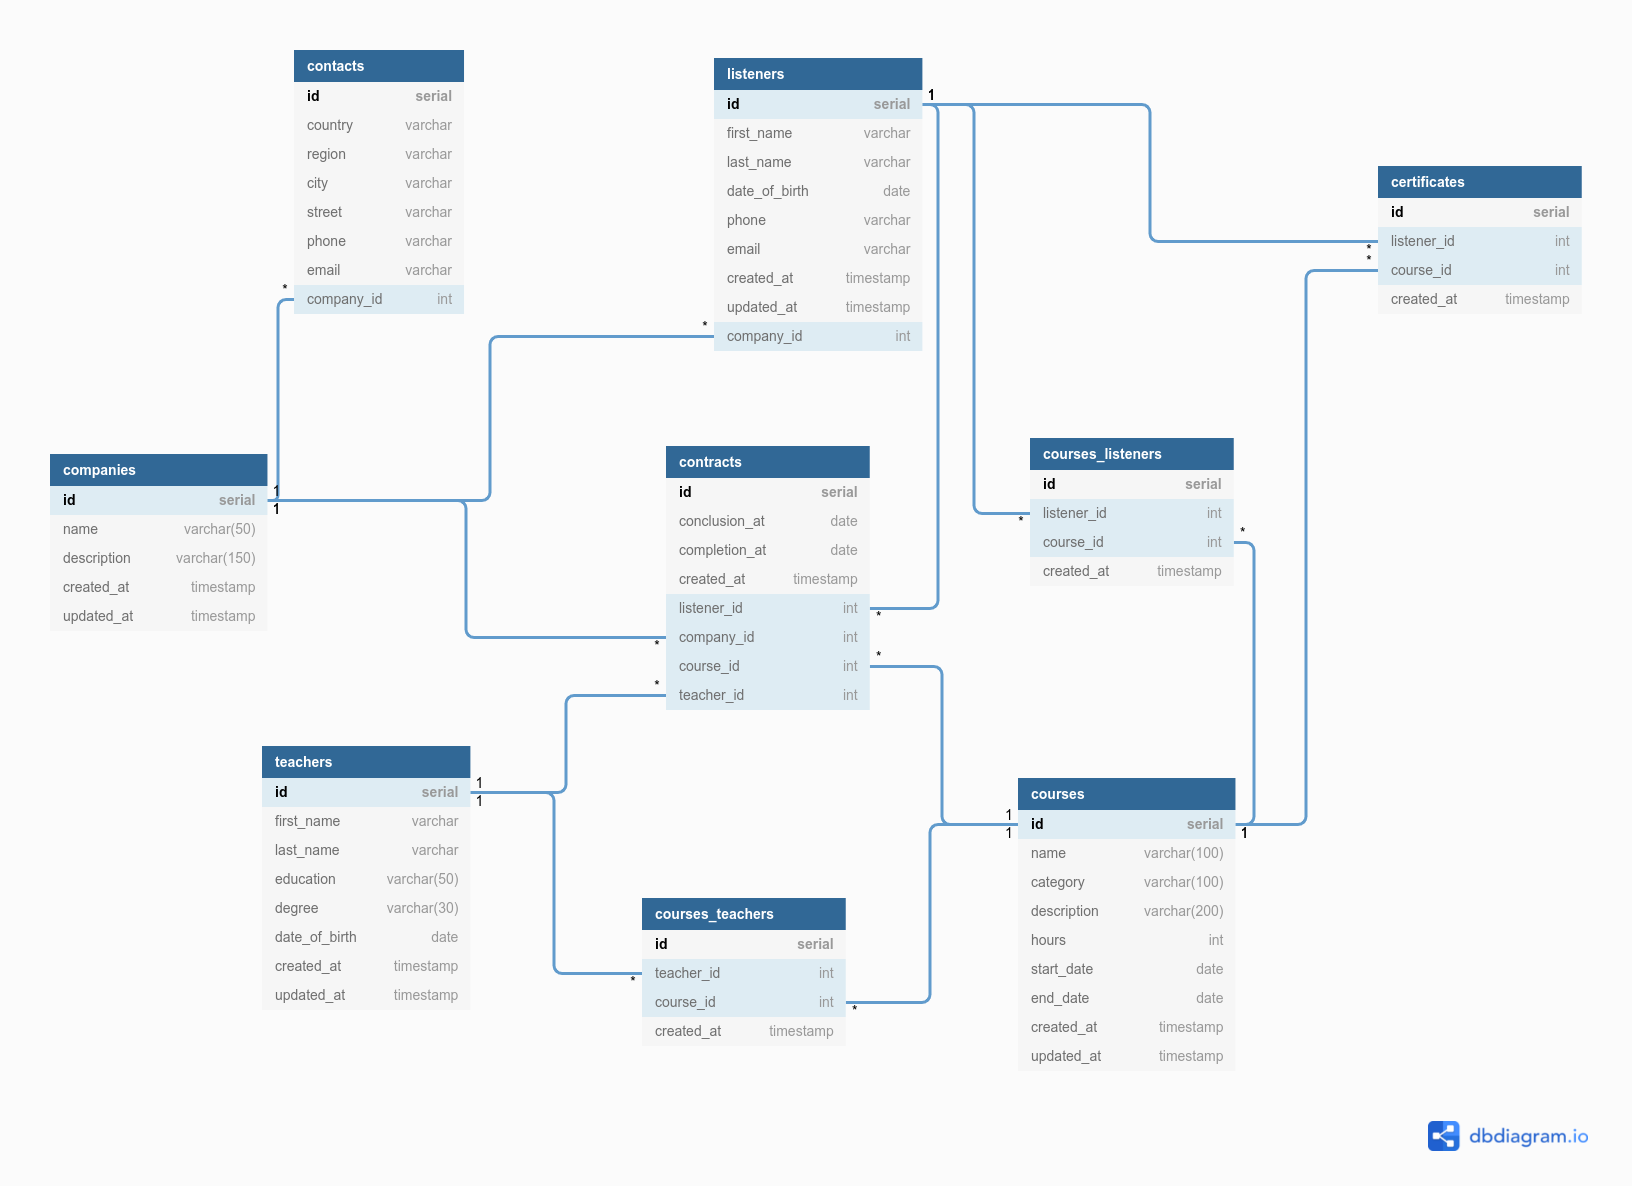 contacts
id serial
country varchar
region varchar
city varchar
street varchar
phone varchar
email varchar
* company_id int
listeners
id serial 1
first_name varchar
last_name varchar
date_of_birth date
phone varchar
email varchar
created_at timestamp
updated_at timestamp
* company_id int
certificates
id serial
* listener_id int
* course_id int
created_at timestamp
companies
id serial 1
1
name varchar(50)
description varchar(150)
created_at timestamp
updated_at timestamp
contracts
id serial
conclusion_at date
completion_at date
created_at timestamp
listener_id int *
* company_id int
course_id int *
* teacher_id int
courses_listeners
id serial
* listener_id int
course_id int *
created_at timestamp
teachers
id serial 1
1
first_name varchar
last_name varchar
education varchar(50)
degree varchar(30)
date_of_birth date
created_at timestamp
updated_at timestamp
courses_teachers
id serial
* teacher_id int
course_id int *
created_at timestamp
courses
1
1 id serial 1
name varchar(100)
category varchar(100)
description varchar(200)
hours int
start_date date
end_date date
created_at timestamp
updated_at timestamp
dbdiagram.io